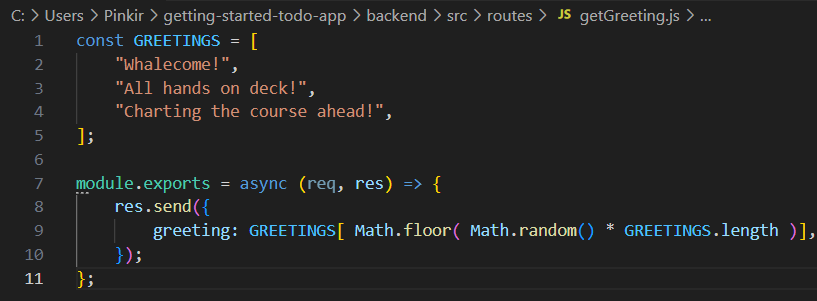 C: > Users > Pinkir > getting-started-todo-app > backend > src > routes > JS getGreeting.js > ...
1 const GREETINGS = [
2     "Whalecome!",
3     "All hands on deck!",
4     "Charting the course ahead!",
5 ];
6
7 module.exports = async (req, res) => {
8     res.send({
9         greeting: GREETINGS[ Math.floor( Math.random() * GREETINGS.length )],
10     });
11 };